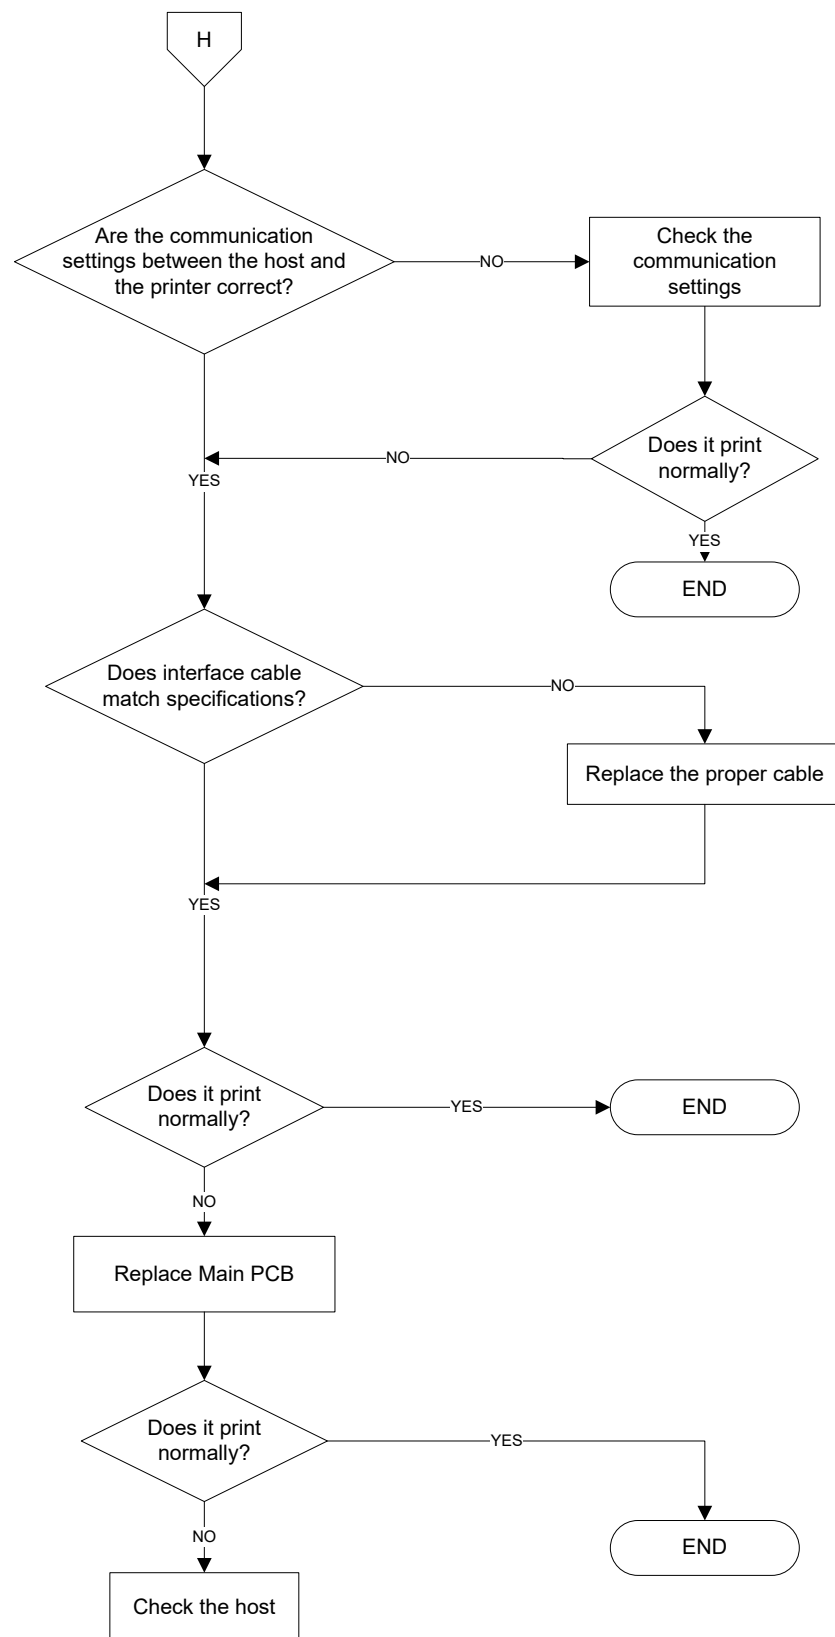 H
Are the communication
settings between the host and
the printer correct?
NO
Check the
communication
settings
Does it print
normally?
NO
YES
YES
END
Does interface cable
match specifications?
NO
Replace the proper cable
YES
Does it print
normally?
YES
END
NO
Replace Main PCB
Does it print
normally?
YES
NO
END
Check the host